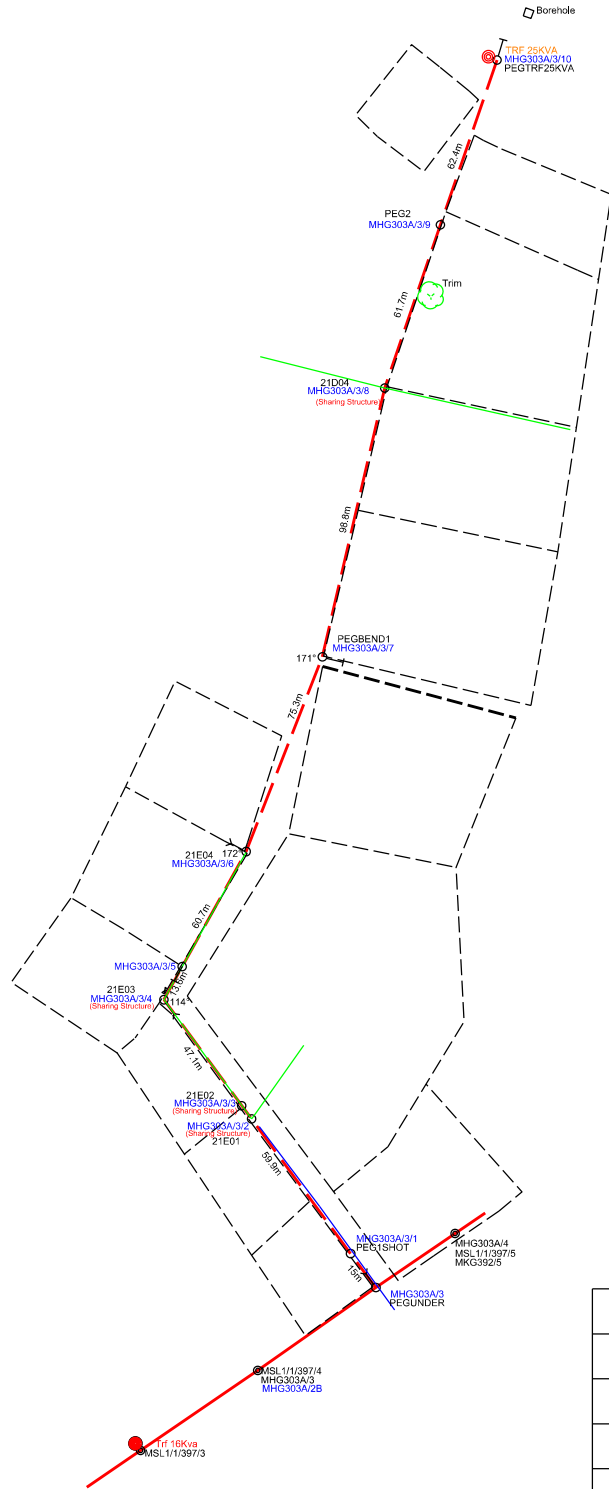 Borehole
TRF 25KVA
MHG303A/3/10
PEGTRF25KVA
62.4m
PEG2
MHG303A/3/9
Trim
61.7m
21D04
MHG303A/3/8
(Sharing Structure)
98.8m
PEGBEND1
MHG303A/3/7
171°
75.3m
21E04
172°
MHG303A/3/6
60.7m
MHG303A/3/5
13.6m
21E03
MHG303A/3/4
(Sharing Structure)
114°
47.1m
21E02
MHG303A/3/3
(Sharing Structure)
MHG303A/3/2
(Sharing Structure)
21E01
59.9m
MHG303A/3/1
PEG1SHOT
15m
MHG303A/3
PEGUNDER
MHG303A/4
MSL1/1/397/5
MKG392/5
MSL1/1/397/4
MHG303A/3
MHG303A/2B
Trf 16Kva
MSL1/1/397/3